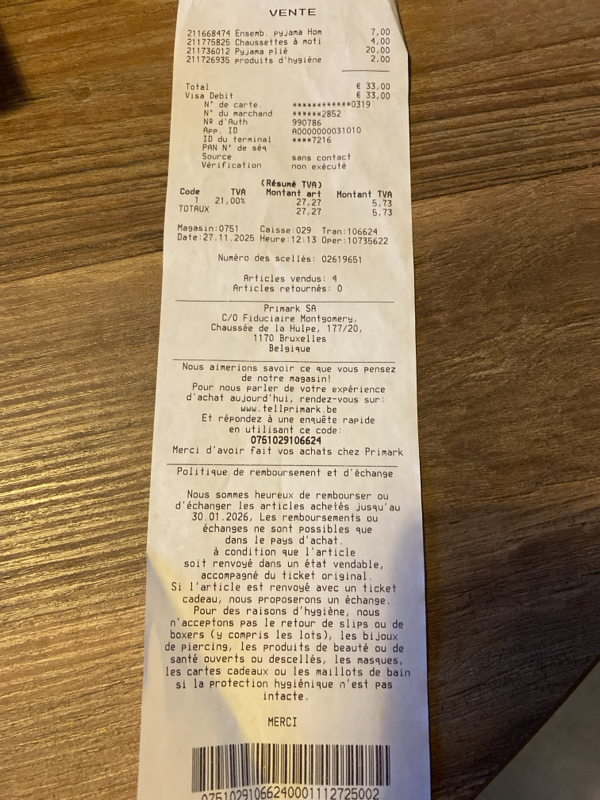 VENTE
211668474 Ensemb. pyjama Hom 7,00
211775825 Chaussettes à moti 4,00
211736012 Pyjama plié 20,00
211726935 produits d'hygiène 2,00
Total € 33,00
Visa Debit € 33,00
N° de carte. ************0319
N° du marchand ******2852
Nº d'Auth 990786
App. ID A0000000031010
ID du terminal ****7216
PAN N° de séq
Source sans contact
Vérification non exécuté
(Résumé TVA)
Code TVA Montant art Montant TVA
1 21,00% 27,27 5,73
TOTAUX 27,27 5,73
Magasin:0751 Caisse:029 Tran:106624
Date:27.11.2025 Heure:12:13 Oper:10735622
Numéro des scellés: 02619651
Articles vendus: 4
Articles retournés: 0
Primark SA
C/O Fiduciaire Montgomery,
Chaussée de la Hulpe, 177/20,
1170 Bruxelles
Belgique
Nous aimerions savoir ce que vous pensez
de notre magasin!
Pour nous parler de votre expérience
d'achat aujourd'hui, rendez-vous sur:
www.tellprimark.be
Et répondez à une enquête rapide
en utilisant ce code:
0751029106624
Merci d'avoir fait vos achats chez Primark
Politique de remboursement et d'échange
Nous sommes heureux de rembourser ou
d'échanger les articles achetés jusqu'au
30.01.2026, Les remboursements ou
échanges ne sont possibles que
dans le pays d'achat.
à condition que l'article
soit renvoyé dans un état vendable,
accompagné du ticket original.
Si l'article est renvoyé avec un ticket
cadeau, nous proposerons un échange.
Pour des raisons d'hygiène, nous
n'acceptons pas le retour de slips ou de
boxers (y compris les lots), les bijoux
de piercing, les produits de beauté ou de
santé ouverts ou descellés, les masques,
les cartes cadeaux ou les maillots de bain
si la protection hygiénique n'est pas
intacte.
MERCI
07510291066240001112725002